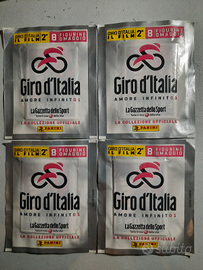 GIRO D'ITALIA
IL FILM 2°
8 FIGURINE
OMAGGIO
Giro d'Italia
AMORE INFINITO
La Gazzetta dello Sport
LA COLLEZIONE UFFICIALE
PANINI
GIRO D'ITALIA
IL FILM 2°
8 FIGURINE
OMAGGIO
Giro d'Italia
AMORE INFINITO
La Gazzetta dello Sport
LA COLLEZIONE UFFICIALE
PANINI
GIRO D'ITALIA
IL FILM 2°
8 FIGURINE
OMAGGIO
Giro d'Italia
AMORE INFINITO
La Gazzetta dello Sport
LA COLLEZIONE UFFICIALE
PANINI
GIRO D'ITALIA
IL FILM 2°
8 FIGURINE
OMAGGIO
Giro d'Italia
AMORE INFINITO
La Gazzetta dello Sport
LA COLLEZIONE UFFICIALE
PANINI
subito